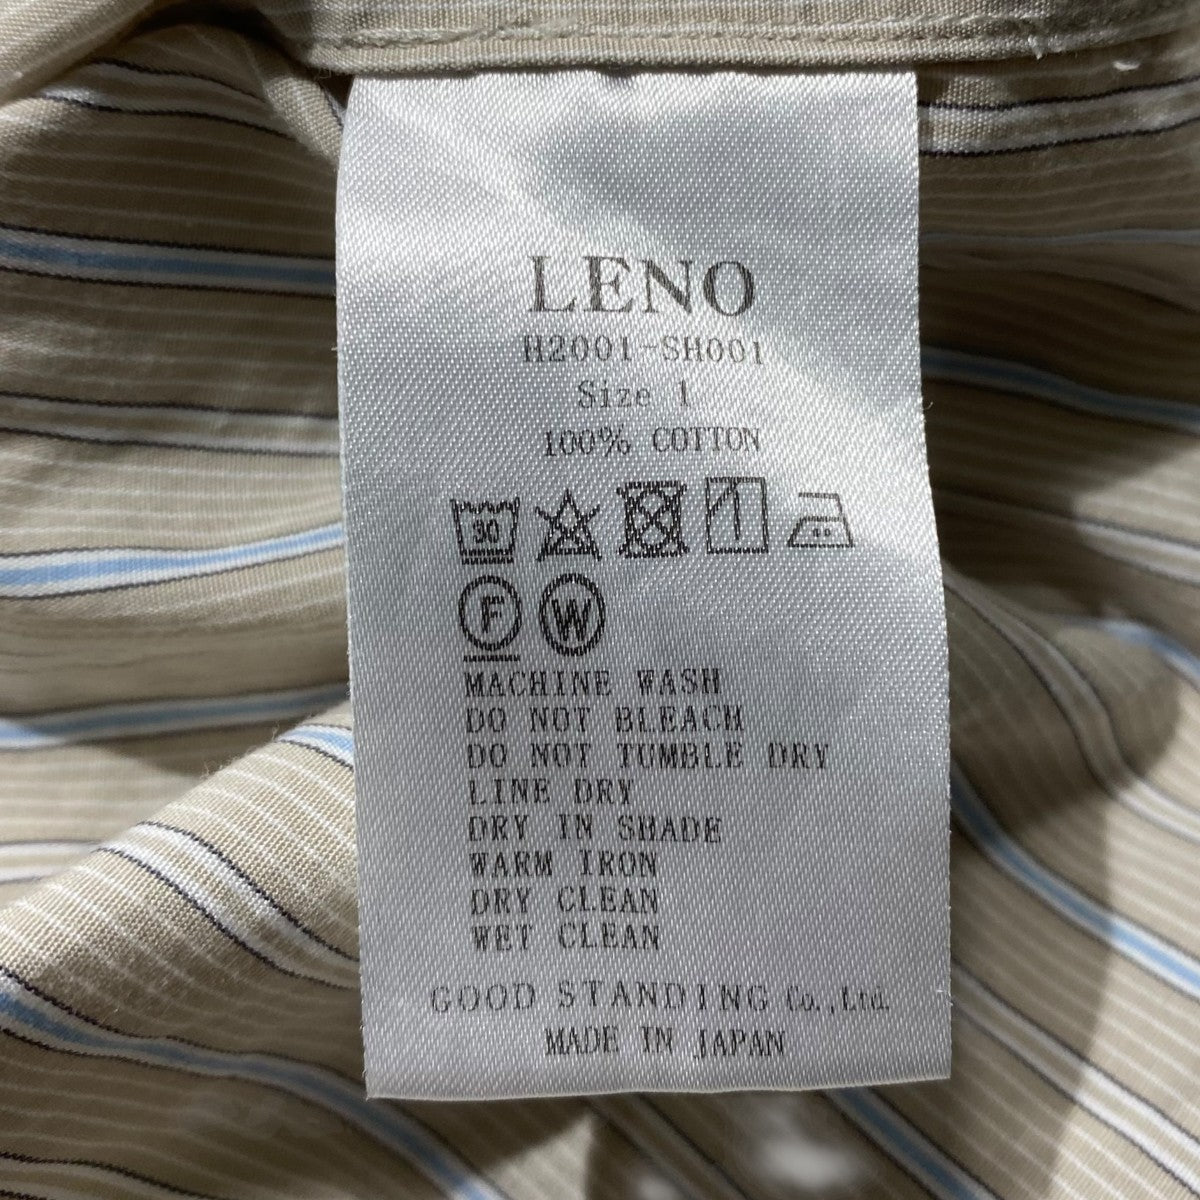 LENO
H2001-SH001
Size 1
100% COTTON
30
F W
MACHINE WASH
DO NOT BLEACH
DO NOT TUMBLE DRY
LINE DRY
DRY IN SHADE
WARM IRON
DRY CLEAN
WET CLEAN
GOOD STANDING Co.,Ltd.
MADE IN JAPAN